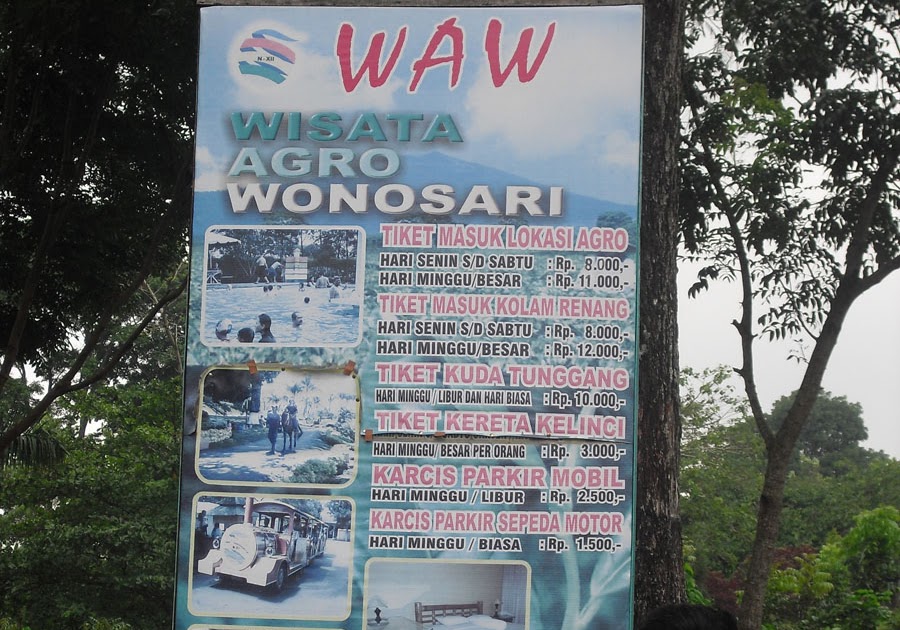 N-XII
WAW
WISATA
AGRO
WONOSARI
TIKET MASUK LOKASI AGRO
HARI SENIN S/D SABTU : Rp. 8.000,-
HARI MINGGU/BESAR : Rp. 11.000,-
TIKET MASUK KOLAM RENANG
HARI SENIN S/D SABTU : Rp. 8.000,-
HARI MINGGU/BESAR : Rp. 12.000,-
TIKET KUDA TUNGGANG
HARI MINGGU / LIBUR DAN HARI BIASA : Rp. 10.000,-
TIKET KERETA KELINCI
HARI MINGGU/ BESAR PER ORANG : Rp. 3.000,-
KARCIS PARKIR MOBIL
HARI MINGGU / LIBUR : Rp. 2.500,-
KARCIS PARKIR SEPEDA MOTOR
HARI MINGGU / BIASA : Rp. 1.500,-